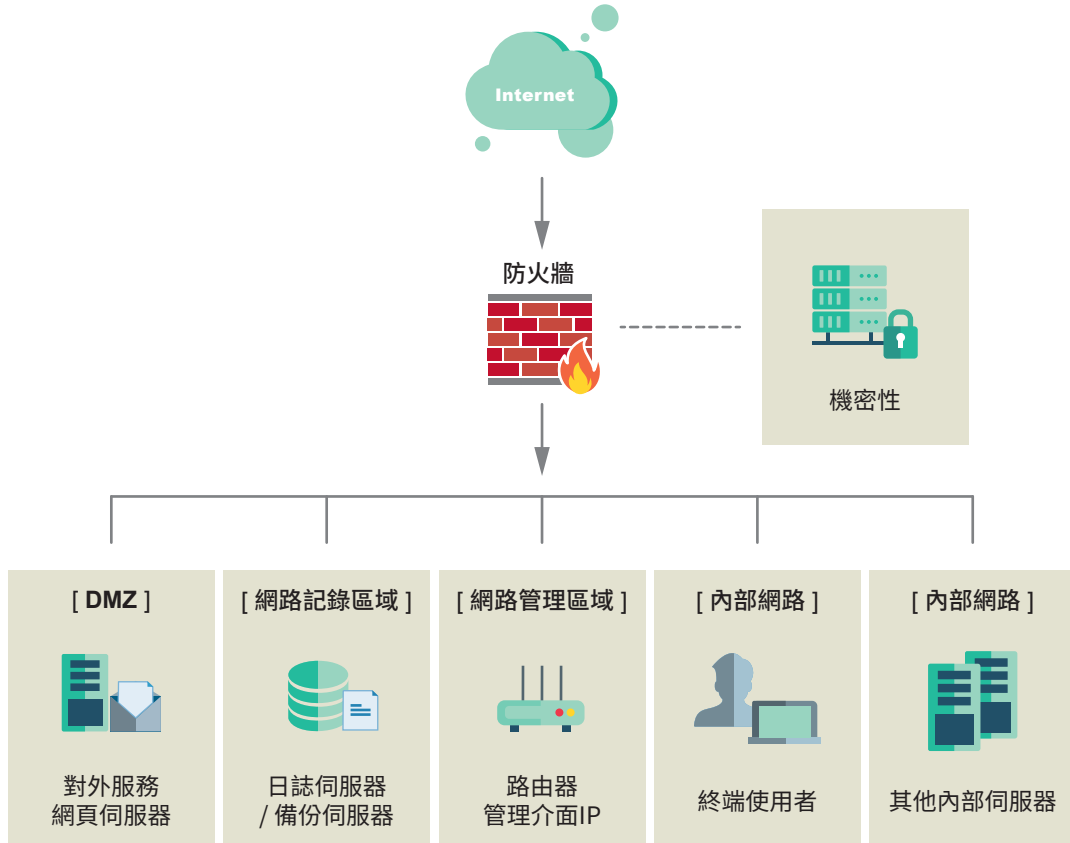 Internet
防火牆
機密性
[ DMZ ]
對外服務
網頁伺服器
[ 網路記錄區域 ]
日誌伺服器
/ 備份伺服器
[ 網路管理區域 ]
路由器
管理介面IP
[ 內部網路 ]
終端使用者
[ 內部網路 ]
其他內部伺服器